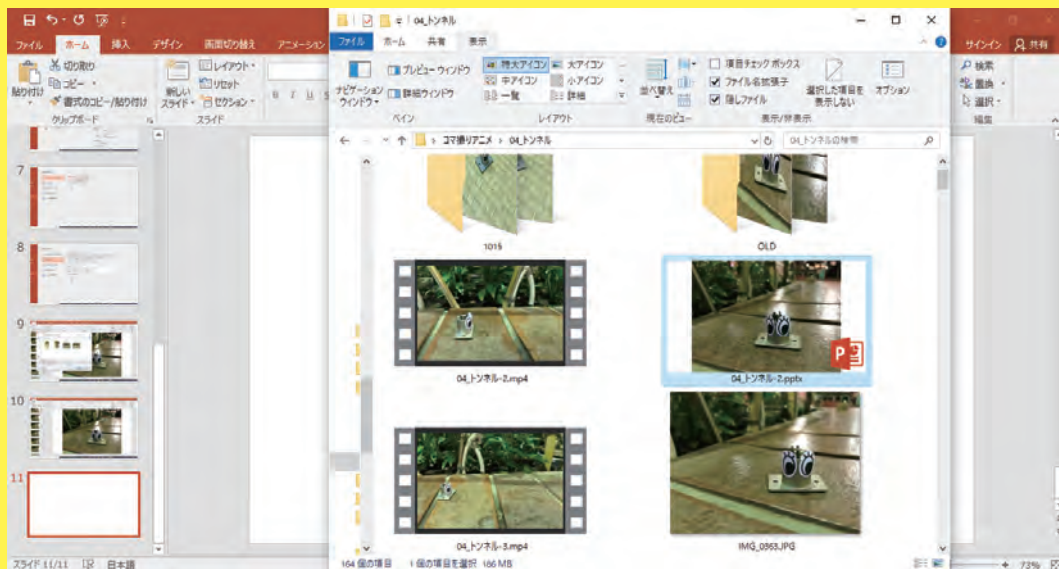 04_トンネル
ファイル
ホーム
挿入
デザイン
画面切り替え
アニメーション
サインイン
共有
貼り付け
切り取り
コピー
書式のコピー/貼り付け
クリップボード
新しい
スライド
レイアウト
リセット
セクション
スライド
B I U S
検索
置換
選択
編集
ファイル
ホーム
共有
表示
ナビゲーション
ウィンドウ
プレビュー ウィンドウ
詳細ウィンドウ
ペイン
特大アイコン
大アイコン
中アイコン
小アイコン
一覧
詳細
レイアウト
並べ替え
現在のビュー
項目チェック ボックス
ファイル名拡張子
隠しファイル
選択した項目を
表示しない
表示/非表示
オプション
コマ撮りアニメ › 04_トンネル
04_トンネルの検索
7
8
9
10
11
1015
OLD
04_トンネル-2.mp4
04_トンネル-2.pptx
04_トンネル-3.mp4
IMG_0363.JPG
164 個の項目
1 個の項目を選択 186 MB
スライド 11/11
日本語
73%